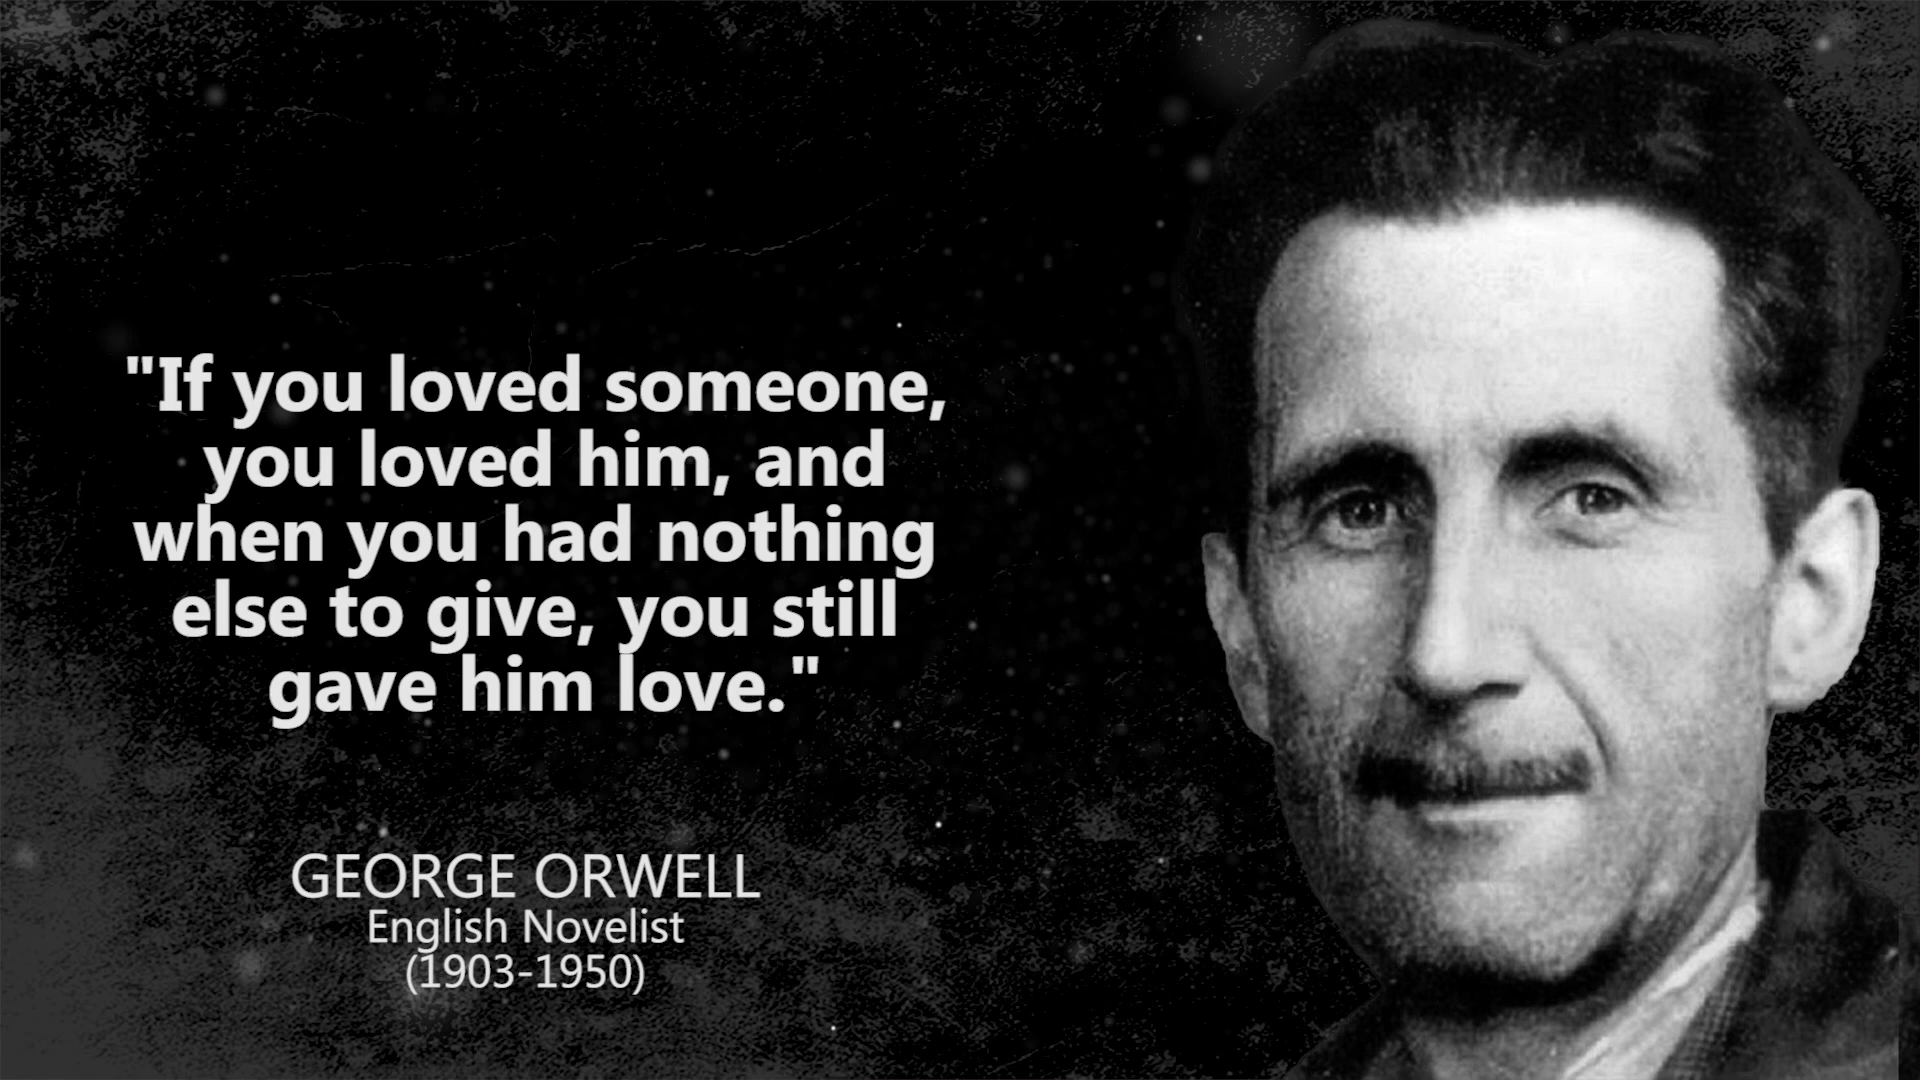 "If you loved someone,
you loved him, and
when you had nothing
else to give, you still
gave him love."
GEORGE ORWELL
English Novelist
(1903-1950)